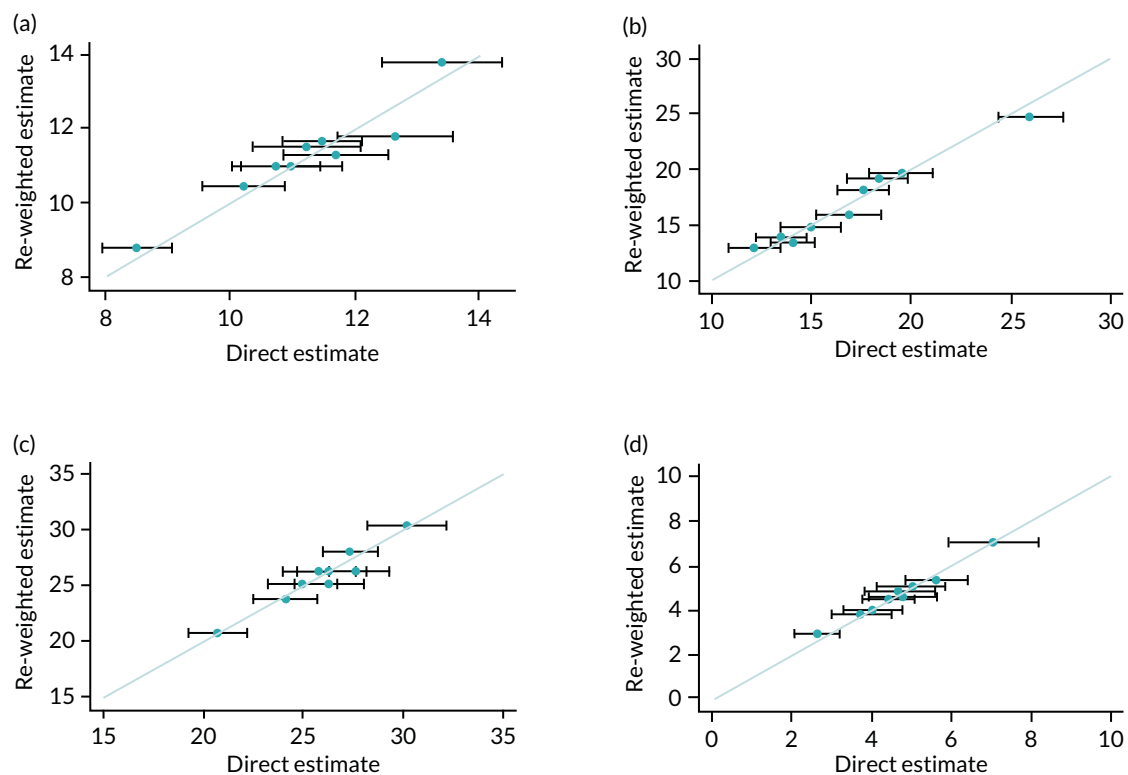 (a)
Re-weighted estimate
14
12
10
8
8 10 12 14
Direct estimate
(b)
Re-weighted estimate
30
25
20
15
10
10 15 20 25 30
Direct estimate
(c)
Re-weighted estimate
35
30
25
20
15
15 20 25 30 35
Direct estimate
(d)
Re-weighted estimate
10
8
6
4
2
0
0 2 4 6 8 10
Direct estimate